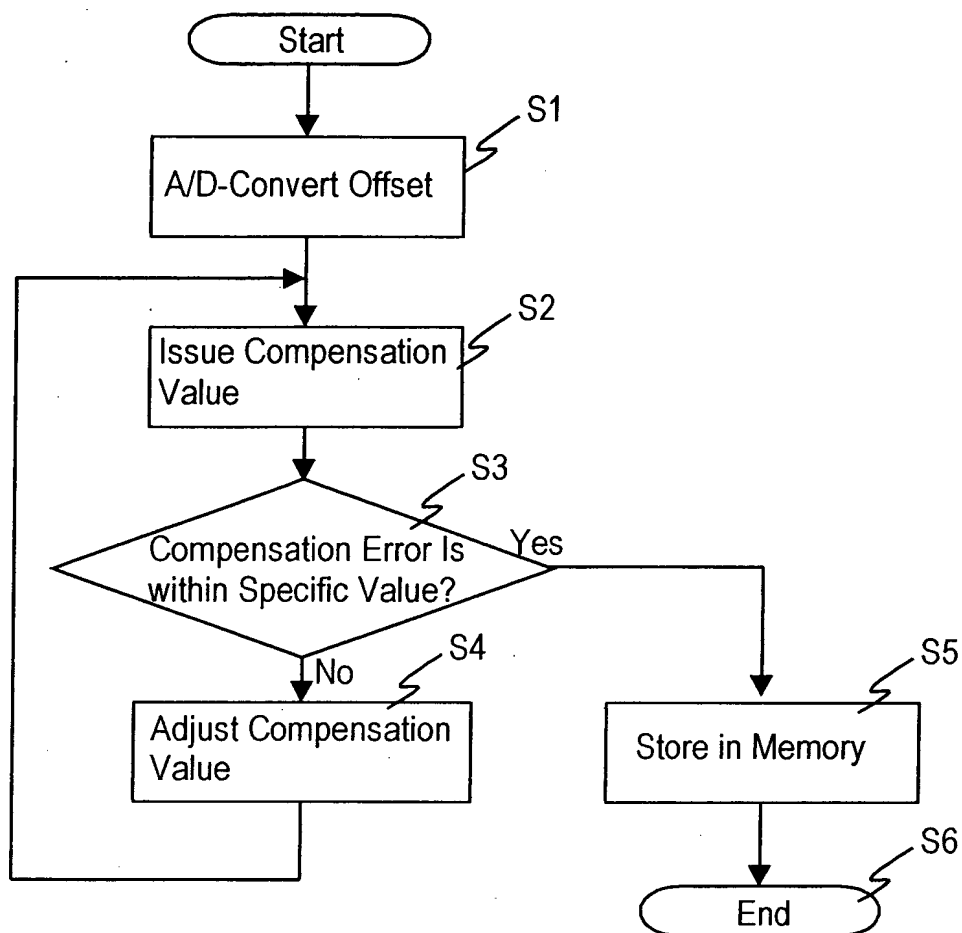 Start
S1
A/D-Convert Offset
S2
Issue Compensation
Value
S3
Compensation Error Is
within Specific Value?
Yes
No
S4
Adjust Compensation
Value
S5
Store in Memory
S6
End